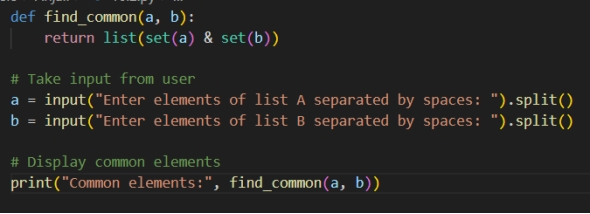 def find_common(a, b):
    return list(set(a) & set(b))
# Take input from user
a = input("Enter elements of list A separated by spaces: ").split()
b = input("Enter elements of list B separated by spaces: ").split()
# Display common elements
print("Common elements:", find_common(a, b))